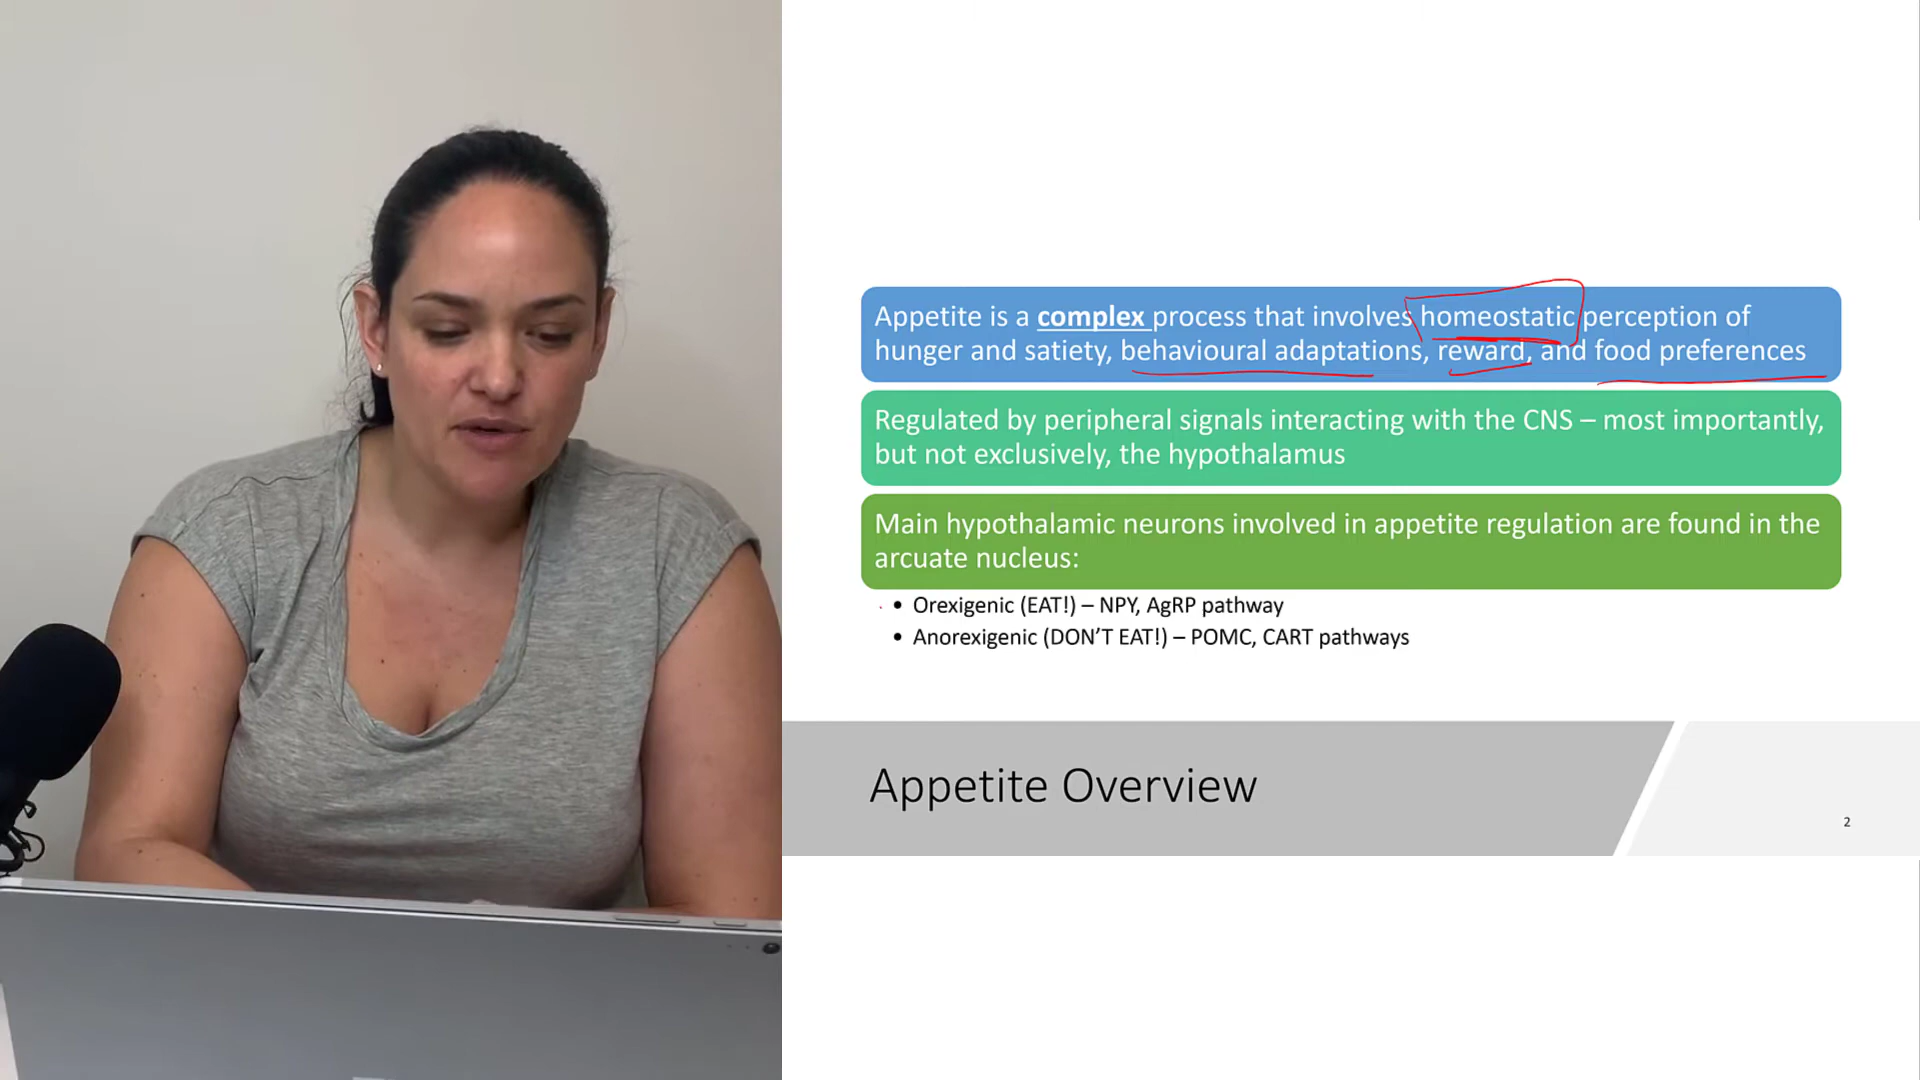 Appetite is a complex process that involves homeostatic perception of
hunger and satiety, behavioural adaptations, reward, and food preferences
Regulated by peripheral signals interacting with the CNS – most importantly,
but not exclusively, the hypothalamus
Main hypothalamic neurons involved in appetite regulation are found in the
arcuate nucleus:
• Orexigenic (EAT!) – NPY, AgRP pathway
• Anorexigenic (DON’T EAT!) – POMC, CART pathways
Appetite Overview
2